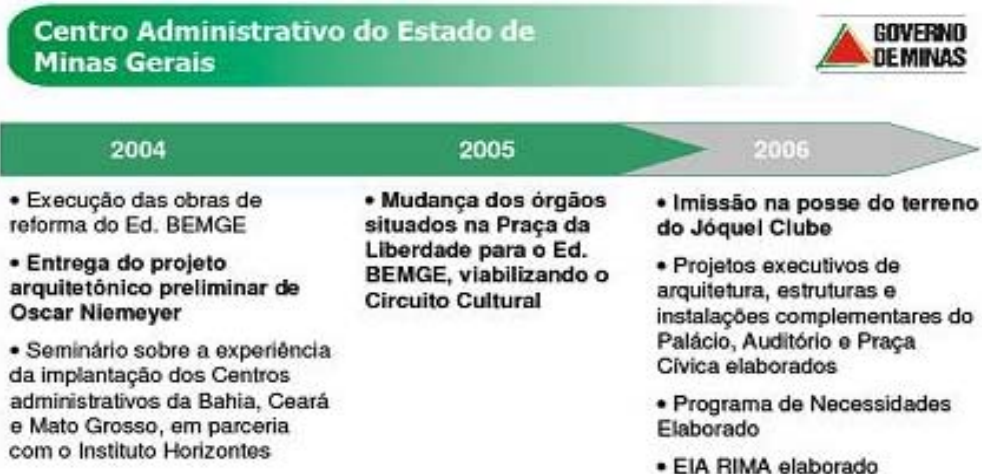 Centro Administrativo do Estado de
Minas Gerais
GOVERNO
DE MINAS
2004
2005
2006
• Execução das obras de
reforma do Ed. BEMGE
• Entrega do projeto
arquitetônico preliminar de
Oscar Niemeyer
• Seminário sobre a experiência
da implantação dos Centros
administrativos da Bahia, Ceará
e Mato Grosso, em parceria
com o Instituto Horizontes
• Mudança dos órgãos
situados na Praça da
Liberdade para o Ed.
BEMGE, viabilizando o
Circuito Cultural
• Imissão na posse do terreno
do Jóquel Clube
• Projetos executivos de
arquitetura, estruturas e
instalações complementares do
Palácio, Auditório e Praça
Cívica elaborados
• Programa de Necessidades
Elaborado
• EIA RIMA elaborado